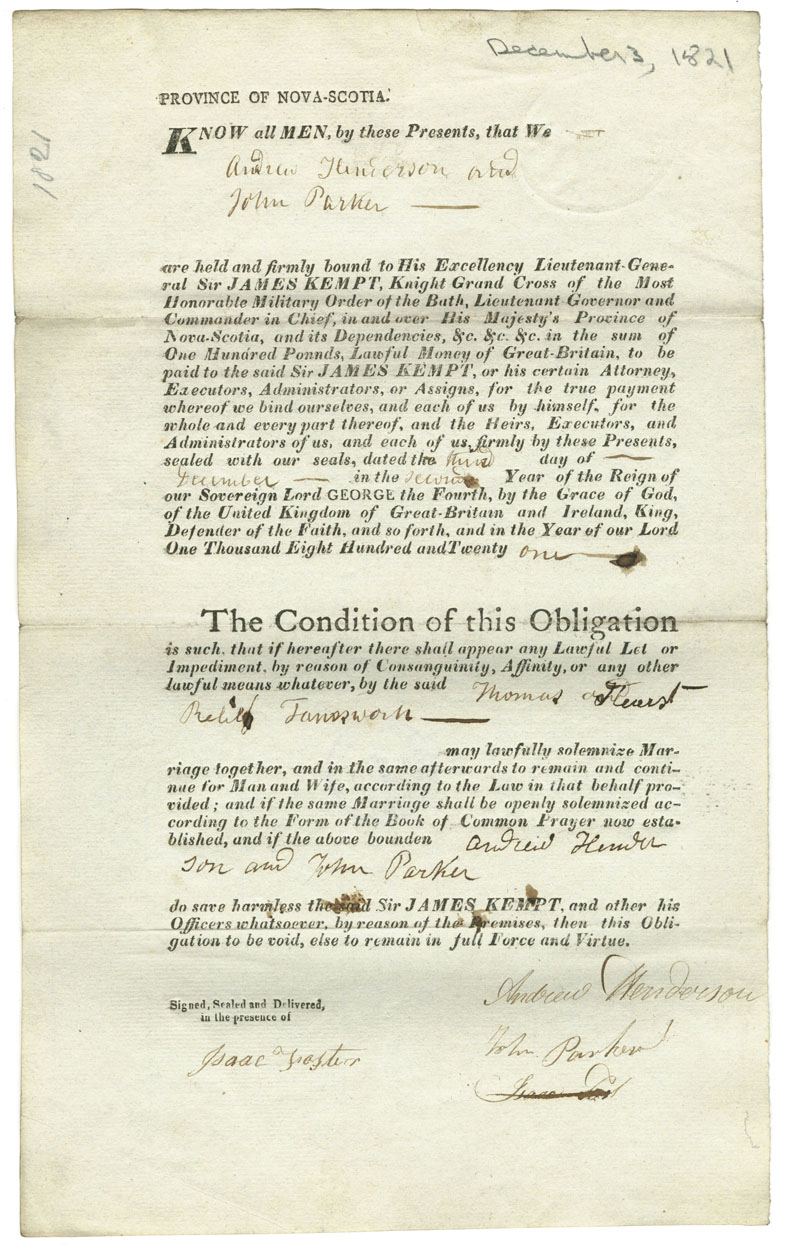 December 3, 1821
1821
PROVINCE OF NOVA-SCOTIA.
KNOW all MEN, by these Presents, that We
Andrew Henderson and
John Parker
are held and firmly bound to His Excellency Lieutenant-Gene-
ral Sir JAMES KEMPT, Knight Grand Cross of the Most
Honorable Military Order of the Bath, Lieutenant Governor and
Commander in Chief, in and over His Majesty's Province of
Nova-Scotia, and its Dependencies, &c. &c. &c. in the sum of
One Hundred Ponnds, Lawful Money of Great-Britain, to be
paid to the said Sir JAMES KEMPT, or his certain Attorney,
Executors, Administrators, or Assigns, for the true payment
whereof we bind ourselves, and each of us by himself, for the
whole and every part thereof, and the Heirs, Executors, and
Administrators of us, and each of us, firmly by these Presents,
sealed with our seals, dated the third day of
December in the second Year of the Reign of
our Sovereign Lord GEORGE the Fourth, by the Grace of God,
of the United Kingdom of Great-Britain and Ireland, King,
Defender of the Faith, and so forth, and in the Year of our Lord
One Thousand Eight Hundred and Twenty one
The Condition of this Obligation
is such, that if hereafter there shall appear any Lawful Let or
Impediment, by reason of Consanguinity, Affinity, or any other
lawful means whatever, by the said Thomas Hearst
may lawfully solemnize Mar-
riage together, and in the same afterwards to remain and conti-
nue for Man and Wife, according to the Law in that behalf pro-
vided; and if the same Marriage shall be openly solemnized ac-
cording to the Form of the Book of Common Prayer now esta-
blished, and if the above bounden Andrew Hender
son and John Parker
do save harmless the said Sir JAMES KEMPT, and other his
Officers whatsoever, by reason of the Premises, then this Obli-
gation to be void, else to remain in full Force and Virtue.
Signed, Sealed and Delivered,
in the presence of
Andrew Henderson
Isaac Foster
John Parker